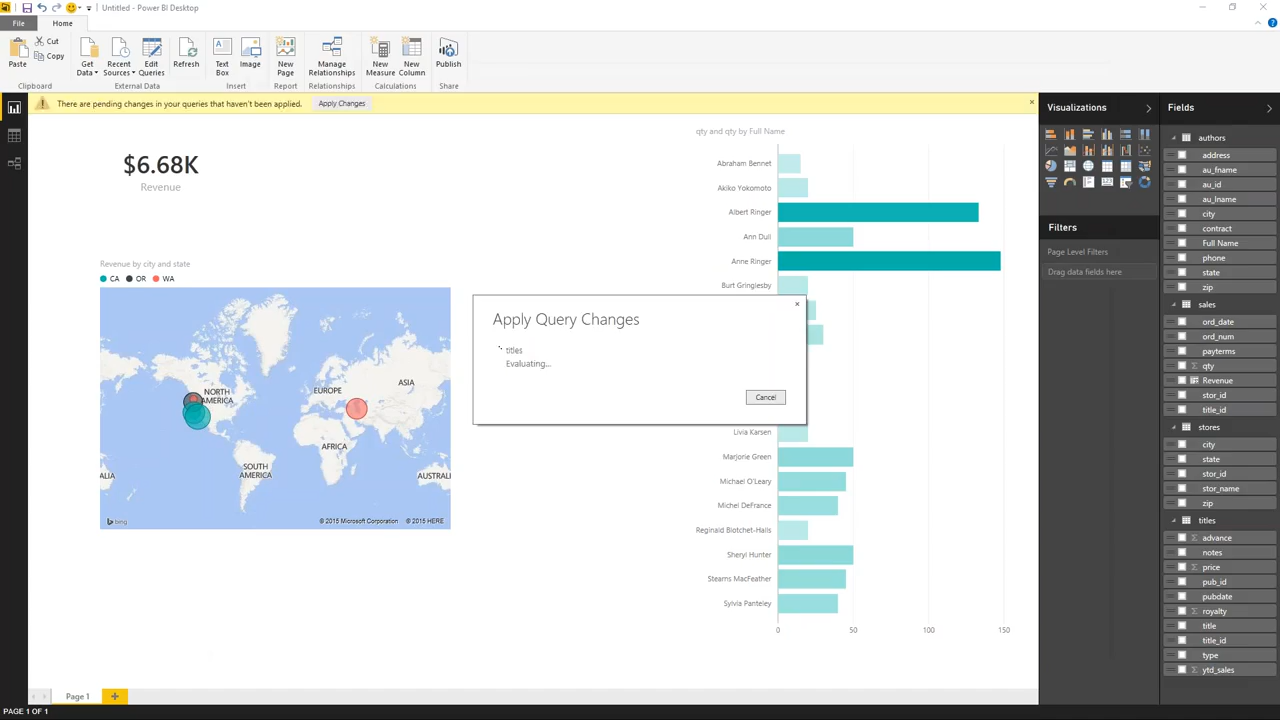 Untitled - Power BI Desktop
File
Home
Paste
Cut
Copy
Get Data
Recent Sources
Edit Queries
Refresh
Text Box
Image
New Page
Manage Relationships
New Measure
New Column
Publish
Clipboard
External Data
Insert
Report
Relationships
Calculations
Share
There are pending changes in your queries that haven't been applied.
Apply Changes
$6.68K
Revenue
Revenue by city and state
CA
OR
WA
NORTH AMERICA
EUROPE
ASIA
AFRICA
SOUTH AMERICA
ALIA
AUSTRALI
bing
© 2015 Microsoft Corporation © 2015 HERE
qty and qty by Full Name
Abraham Bennet
Akiko Yokomoto
Albert Ringer
Ann Dull
Anne Ringer
Burt Gringlesby
Livia Karsen
Marjorie Green
Michael O'Leary
Michel DeFrance
Reginald Blotchet-Halls
Sheryl Hunter
Stearns MacFeather
Sylvia Panteley
0
50
100
150
Apply Query Changes
titles
Evaluating...
Cancel
Visualizations
Filters
Page Level Filters
Drag data fields here
Fields
authors
address
au_fname
au_id
au_lname
city
contract
Full Name
phone
state
zip
sales
ord_date
ord_num
payterms
qty
Revenue
stor_id
title_id
stores
city
state
stor_id
stor_name
zip
titles
advance
notes
price
pub_id
pubdate
royalty
title
title_id
type
ytd_sales
Page 1
PAGE 1 OF 1